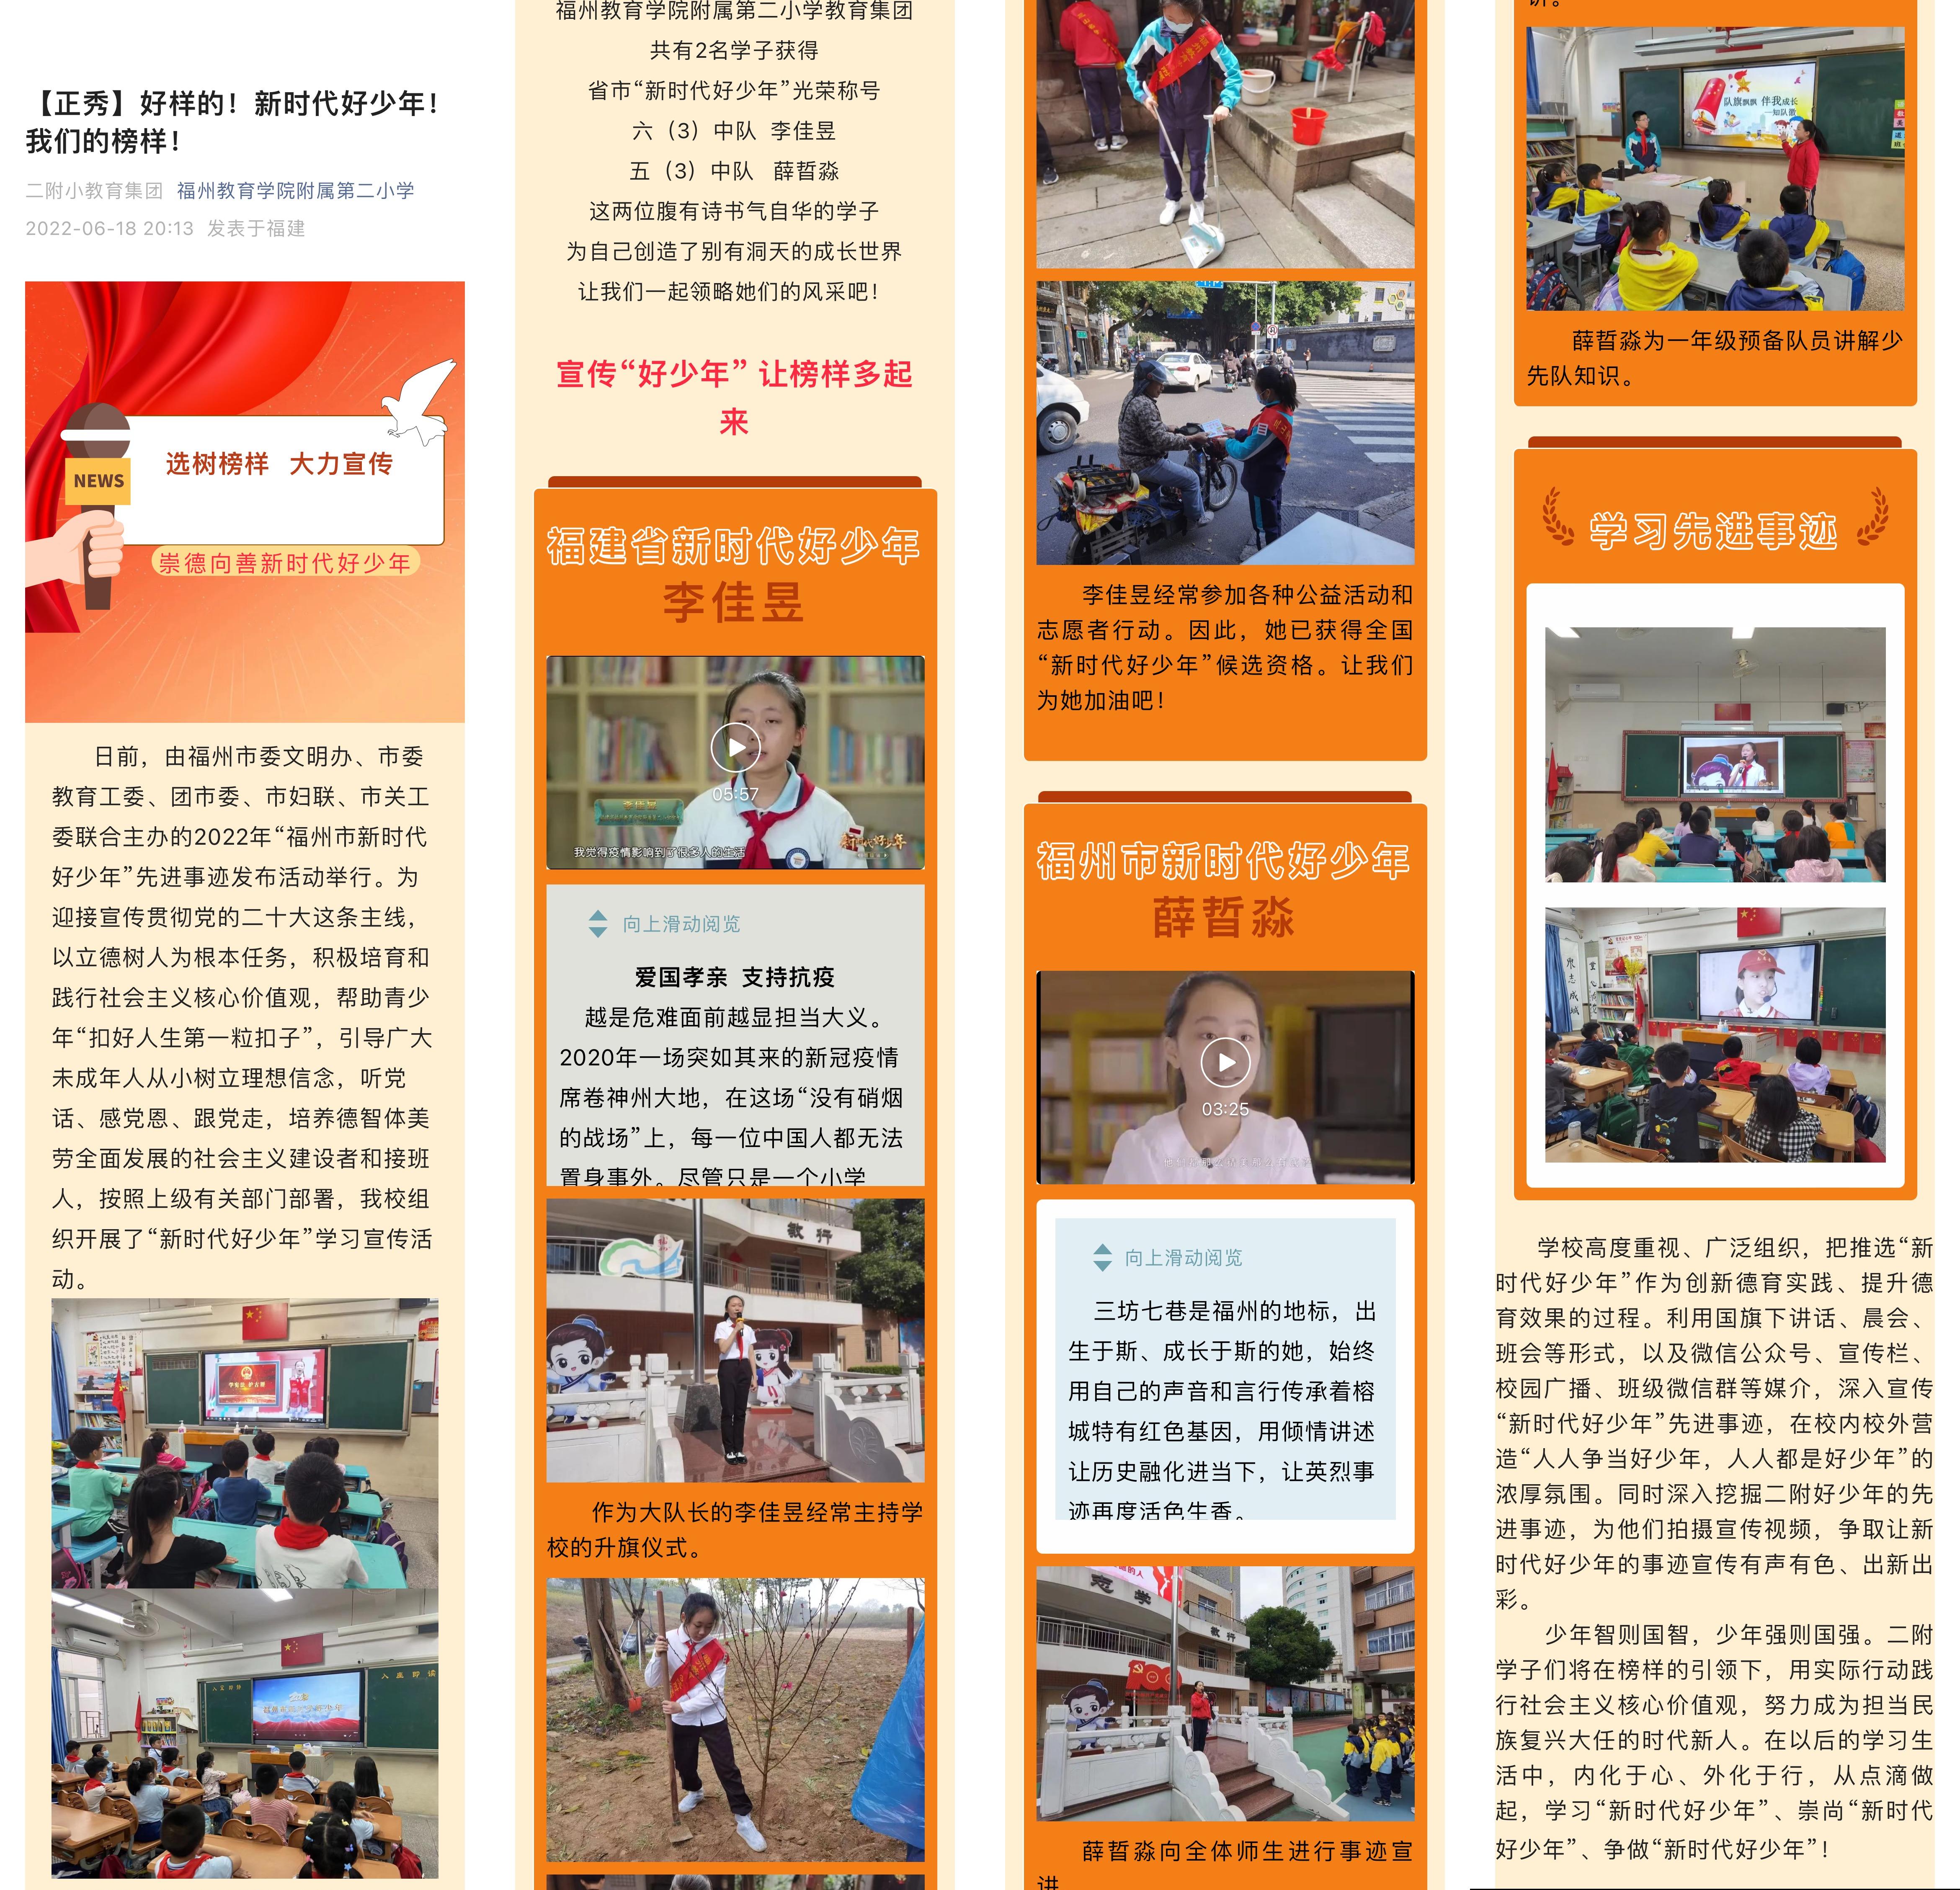 【正秀】好样的！新时代好少年！
我们的榜样！
二附小教育集团 福州教育学院附属第二小学
2022-06-18 20:13 发表于福建
NEWS
选树榜样 大力宣传
崇德向善新时代好少年
日前，由福州市委文明办、市委
教育工委、团市委、市妇联、市关工
委联合主办的2022年“福州市新时代
好少年”先进事迹发布活动举行。为
迎接宣传贯彻党的二十大这条主线，
以立德树人为根本任务，积极培育和
践行社会主义核心价值观，帮助青少
年“扣好人生第一粒扣子”，引导广大
未成年人从小树立理想信念，听党
话、感党恩、跟党走，培养德智体美
劳全面发展的社会主义建设者和接班
人，按照上级有关部门部署，我校组
织开展了“新时代好少年”学习宣传活
动。
福州教育学院附属第二小学教育集团
共有2名学子获得
省市“新时代好少年”光荣称号
六（3）中队 李佳昱
五（3）中队 薛哲淼
这两位腹有诗书气自华的学子
为自己创造了别有洞天的成长世界
让我们一起领略她们的风采吧！
宣传“好少年” 让榜样多起
来
福建省新时代好少年
李佳昱
05:57
李佳昱
我觉得疫情影响到了很多人的生活
向上滑动阅览
爱国孝亲 支持抗疫
越是危难面前越显担当大义。
2020年一场突如其来的新冠疫情
席卷神州大地，在这场“没有硝烟
的战场”上，每一位中国人都无法
置身事外。尽管只是一个小学
敦行
作为大队长的李佳昱经常主持学
校的升旗仪式。
李佳昱经常参加各种公益活动和
志愿者行动。因此，她已获得全国
“新时代好少年”候选资格。让我们
为她加油吧！
福州市新时代好少年
薛哲淼
03:25
向上滑动阅览
三坊七巷是福州的地标，出
生于斯、成长于斯的她，始终
用自己的声音和言行传承着榕
城特有红色基因，用倾情讲述
让历史融化进当下，让英烈事
迹再度活色生香。
志学
敦行
薛哲淼向全体师生进行事迹宣
讲。
队旗飘飘 伴我成长
薛哲淼为一年级预备队员讲解少
先队知识。
学习先进事迹
学校高度重视、广泛组织，把推选“新
时代好少年”作为创新德育实践、提升德
育效果的过程。利用国旗下讲话、晨会、
班会等形式，以及微信公众号、宣传栏、
校园广播、班级微信群等媒介，深入宣传
“新时代好少年”先进事迹，在校内校外营
造“人人争当好少年，人人都是好少年”的
浓厚氛围。同时深入挖掘二附好少年的先
进事迹，为他们拍摄宣传视频，争取让新
时代好少年的事迹宣传有声有色、出新出
彩。
少年智则国智，少年强则国强。二附
学子们将在榜样的引领下，用实际行动践
行社会主义核心价值观，努力成为担当民
族复兴大任的时代新人。在以后的学习生
活中，内化于心、外化于行，从点滴做
起，学习“新时代好少年”、崇尚“新时代
好少年”、争做“新时代好少年”！